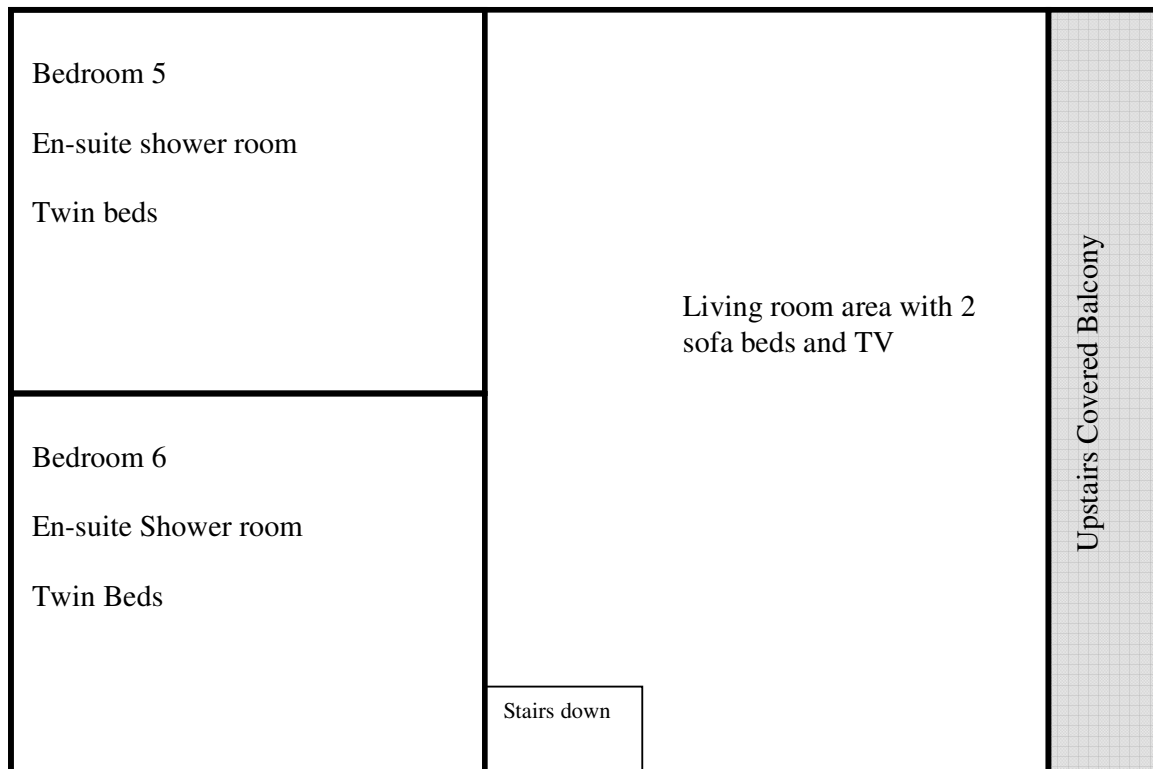 Bedroom 5
En-suite shower room
Twin beds
Living room area with 2
sofa beds and TV
Upstairs Covered Balcony
Bedroom 6
En-suite Shower room
Twin Beds
Stairs down